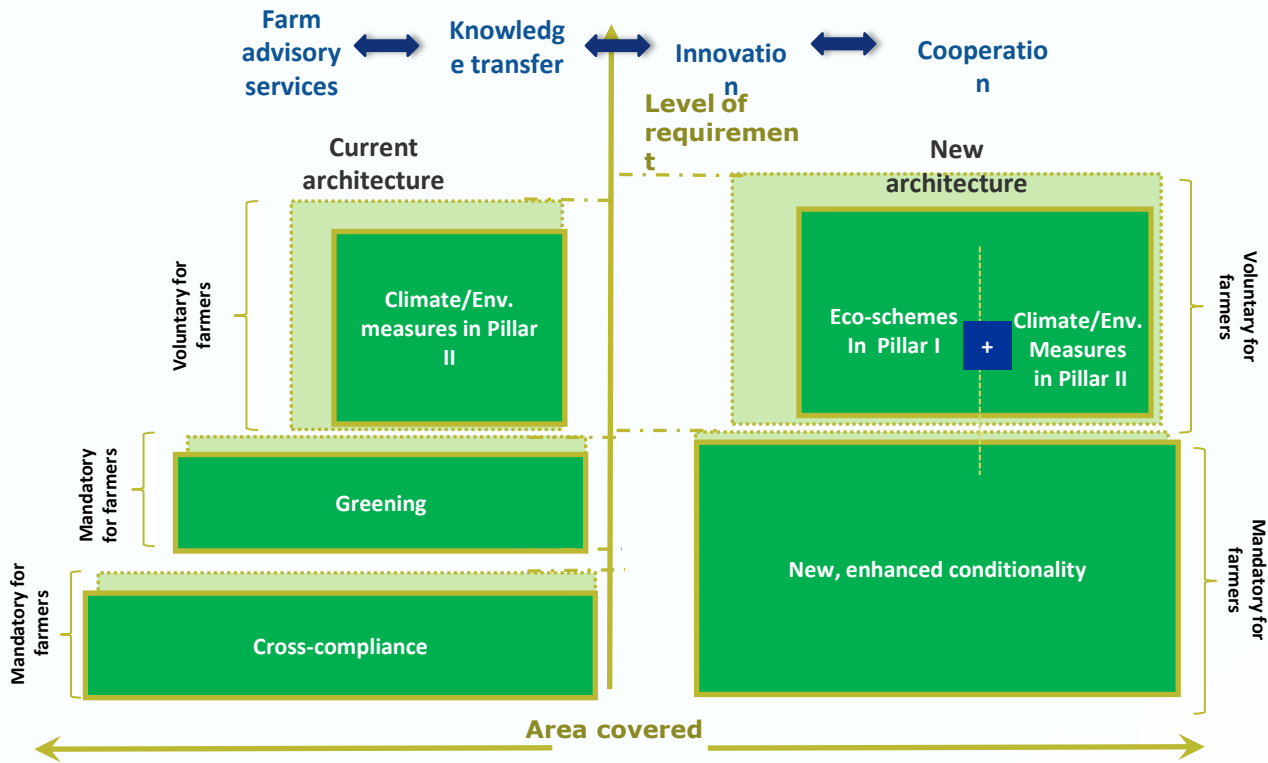 Farm
advisory
services
Knowledg
e transfer
Innovatio
n
Cooperatio
n
Level of
requiremen
t
Current
architecture
New
architecture
Voluntary for
farmers
Climate/Env.
measures in Pillar
II
Eco-schemes
In Pillar I
+
Climate/Env.
Measures
in Pillar II
Voluntary for
farmers
Mandatory
for farmers
Greening
New, enhanced conditionality
Mandatory for
farmers
Mandatory for
farmers
Cross-compliance
Area covered